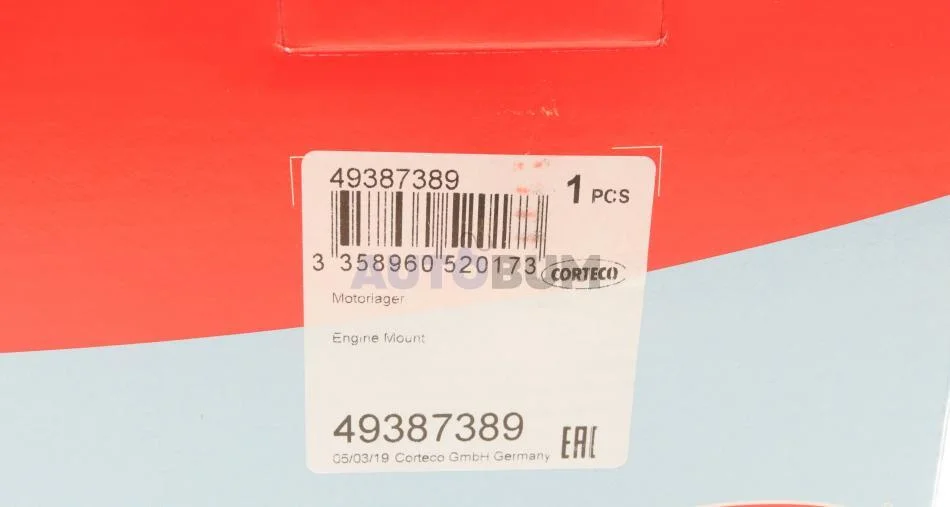 49387389
1 PCS
3 358960 520173
CORTECO
AUTOBUM
Motorlager
Engine Mount
49387389
EAC
05/03/19 Corteco GmbH Germany